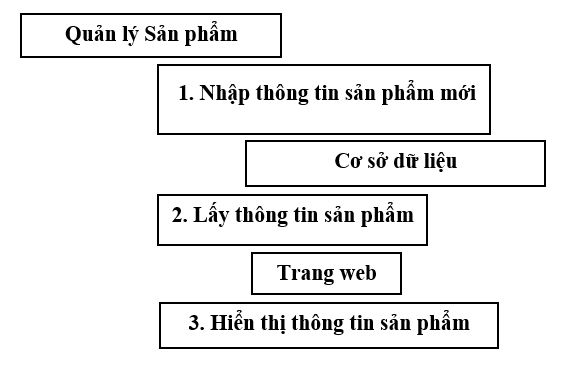 Quản lý Sản phẩm
1. Nhập thông tin sản phẩm mới
Cơ sở dữ liệu
2. Lấy thông tin sản phẩm
Trang web
3. Hiển thị thông tin sản phẩm